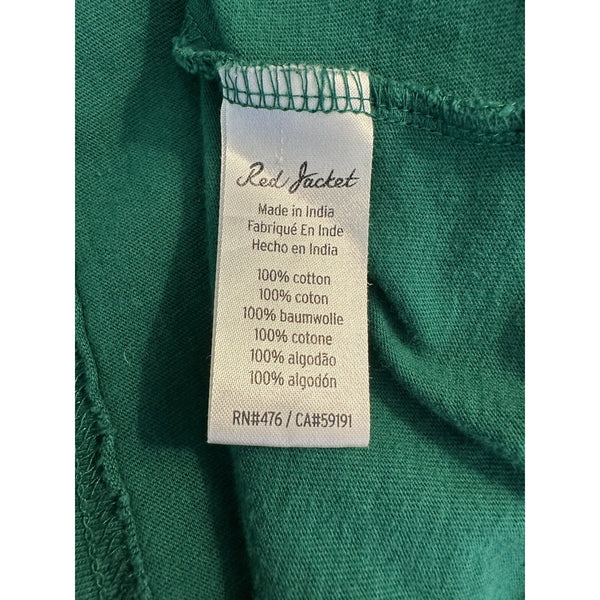 Red Jacket
Made in India
Fabriqué En Inde
Hecho en India
100% cotton
100% coton
100% baumwolle
100% cotone
100% algodão
100% algodón
RN#476 / CA#59191